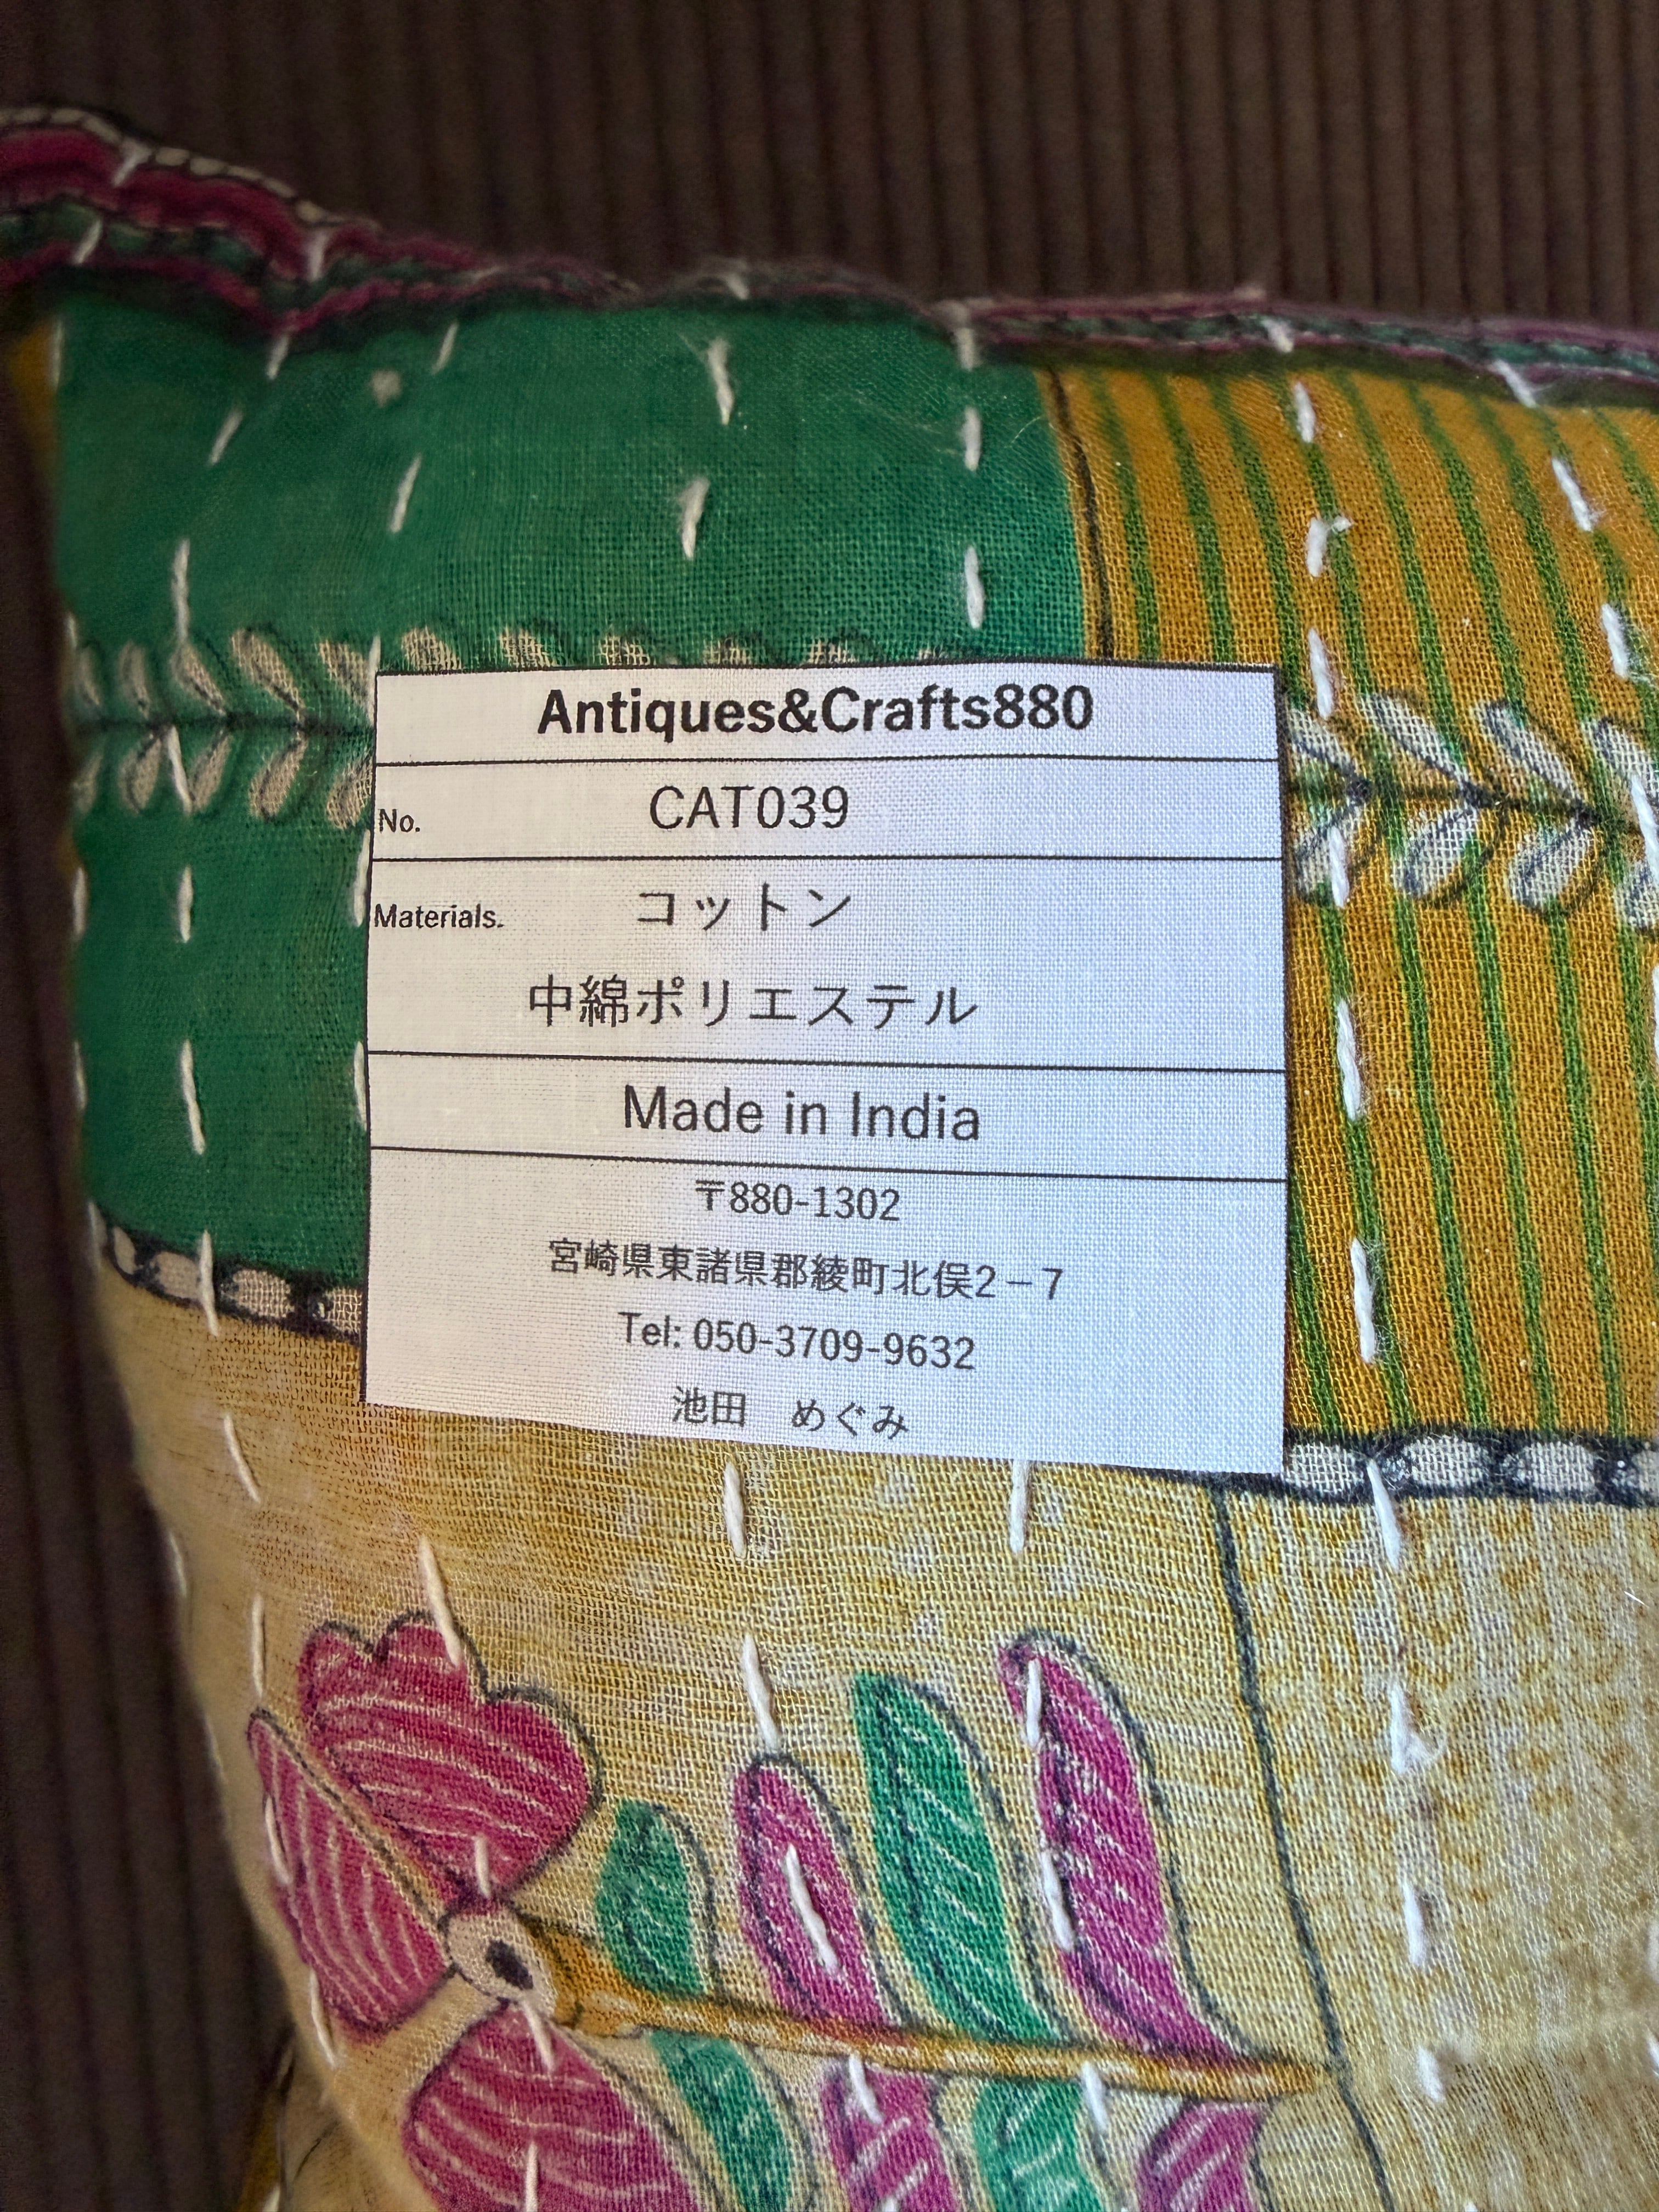 Antiques&Crafts880
No. CAT039
Materials. コットン
中綿ポリエステル
Made in India
〒880-1302
宮崎県東諸県郡綾町北俣2－7
Tel: 050-3709-9632
池田　めぐみ